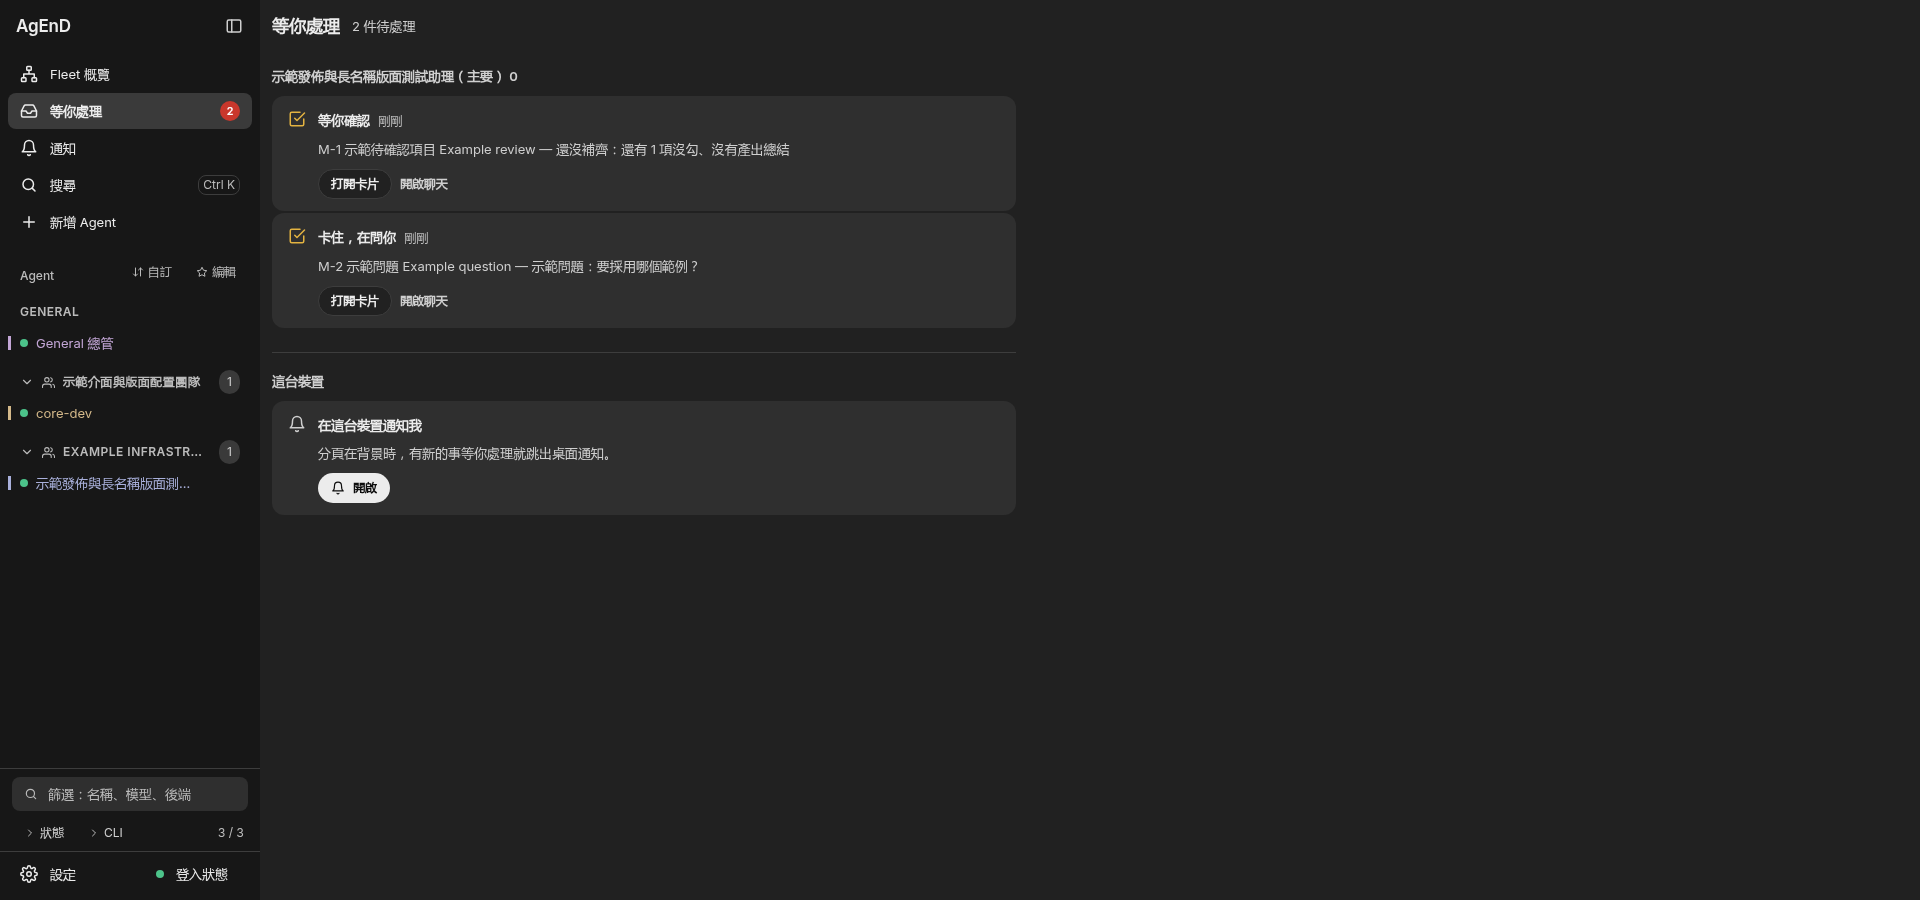 AgEnD
Fleet 概覽
等你處理 2
通知
搜尋 Ctrl K
新增 Agent
Agent 自訂 編輯
GENERAL
General 總管
示範介面與版面配置團隊 1
core-dev
EXAMPLE INFRASTR... 1
示範發佈與長名稱版面測...
篩選：名稱、模型、後端
狀態 CLI 3 / 3
設定 登入狀態
等你處理 2 件待處理
示範發佈與長名稱版面測試助理（主要） 0
等你確認 剛剛
M-1 示範待確認項目 Example review — 還沒補齊：還有 1 項沒勾、沒有產出總結
打開卡片 開啟聊天
卡住，在問你 剛剛
M-2 示範問題 Example question — 示範問題：要採用哪個範例？
打開卡片 開啟聊天
這台裝置
在這台裝置通知我
分頁在背景時，有新的事等你處理就跳出桌面通知。
開啟